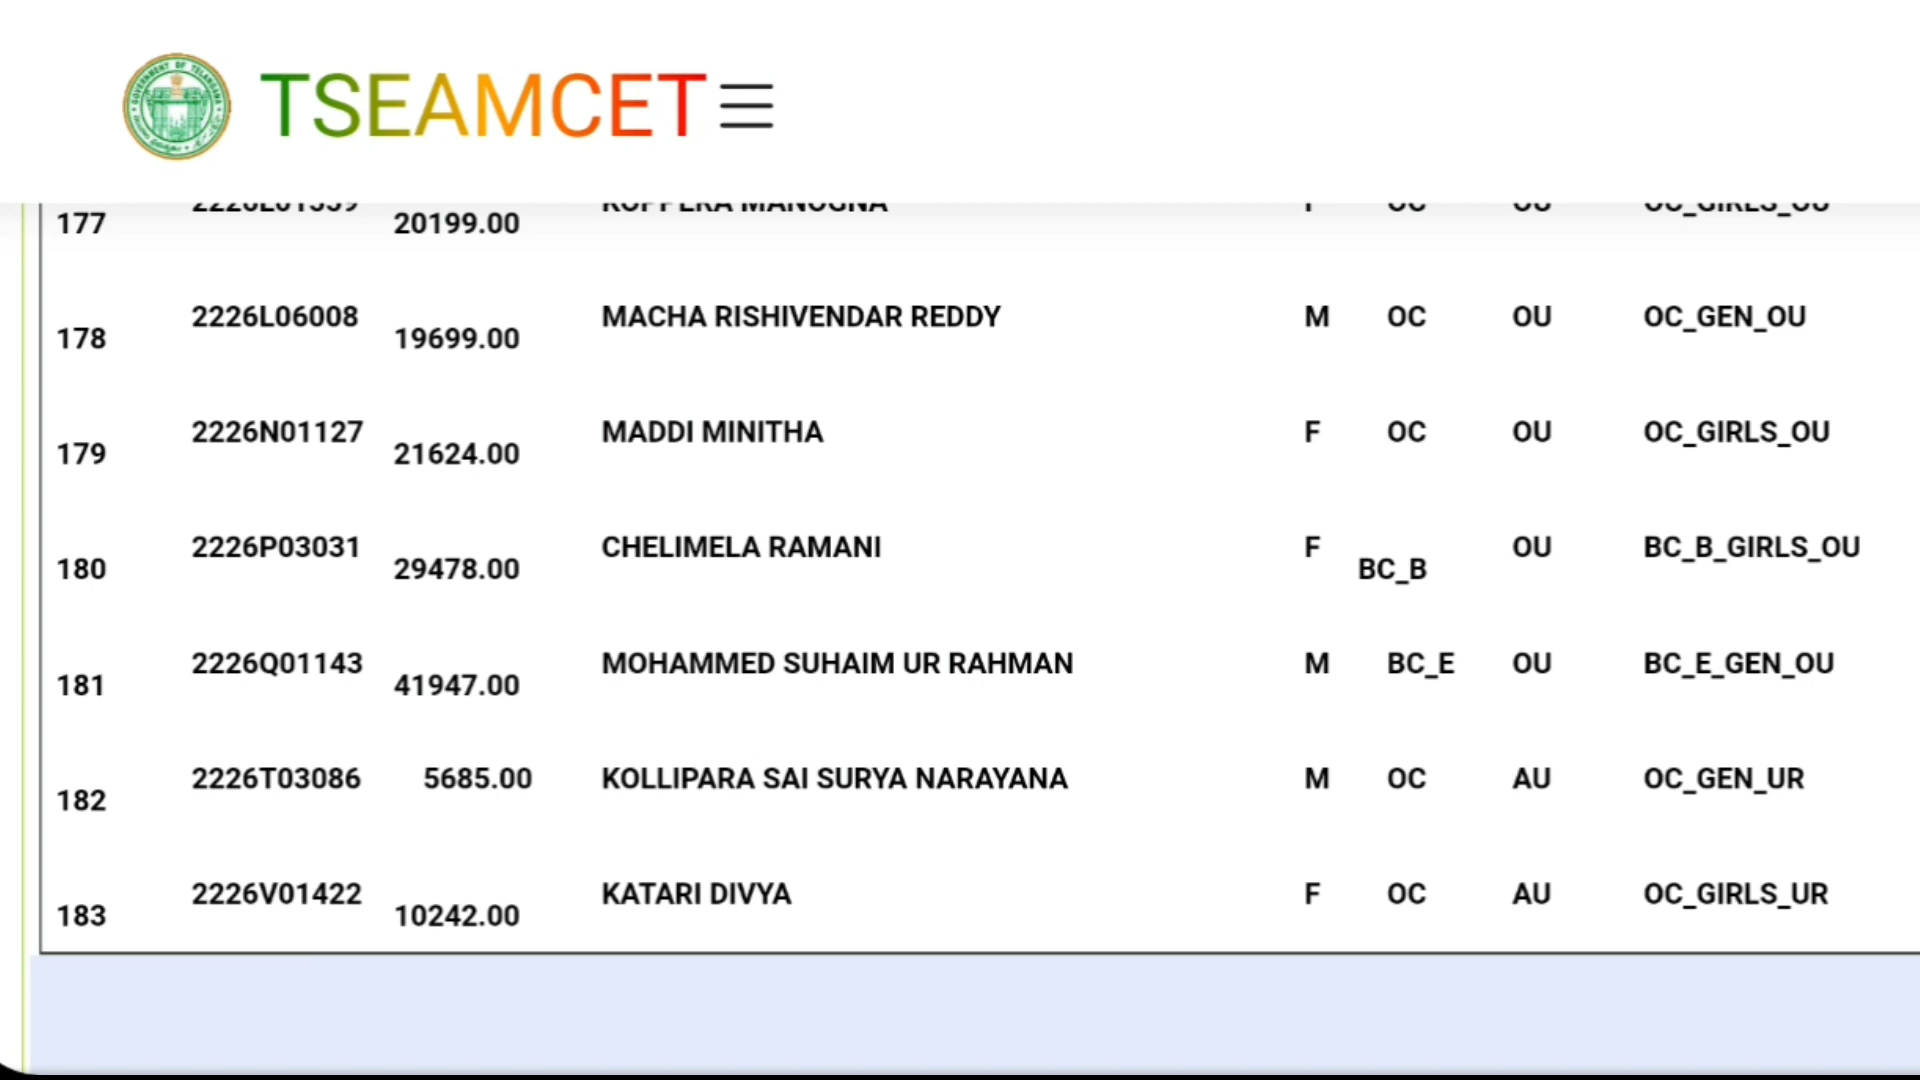 TSEAMCET
177 20199.00
178 2226L06008 19699.00 MACHA RISHIVENDAR REDDY M OC OU OC_GEN_OU
179 2226N01127 21624.00 MADDI MINITHA F OC OU OC_GIRLS_OU
180 2226P03031 29478.00 CHELIMELA RAMANI F BC_B OU BC_B_GIRLS_OU
181 2226Q01143 41947.00 MOHAMMED SUHAIM UR RAHMAN M BC_E OU BC_E_GEN_OU
182 2226T03086 5685.00 KOLLIPARA SAI SURYA NARAYANA M OC AU OC_GEN_UR
183 2226V01422 10242.00 KATARI DIVYA F OC AU OC_GIRLS_UR